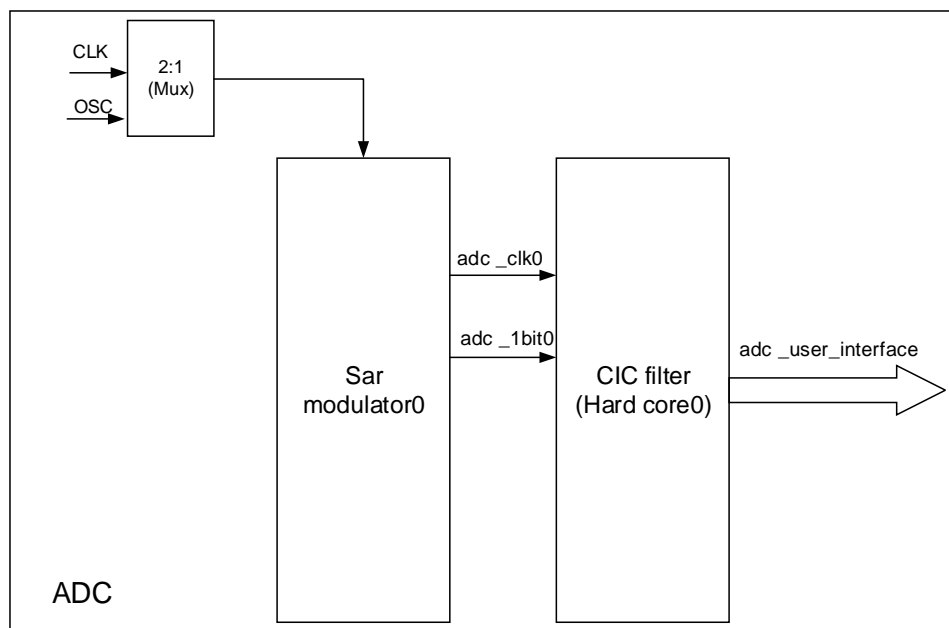 CLK
OSC
2:1
(Mux)
adc _clk0
adc _1bit0
Sar
modulator0
CIC filter
(Hard core0)
adc _user_interface
ADC